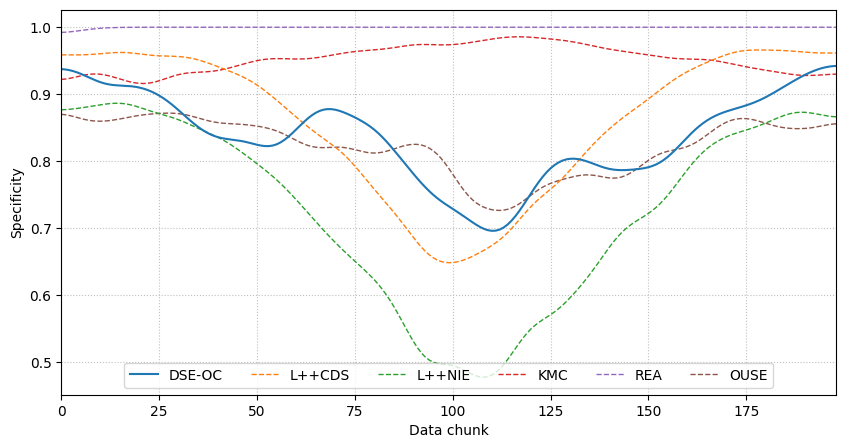 1.0
0.9
0.8
0.7
0.6
0.5
Specificity
DSE-OC L++CDS L++NIE KMC REA OUSE
0 25 50 75 100 125 150 175
Data chunk